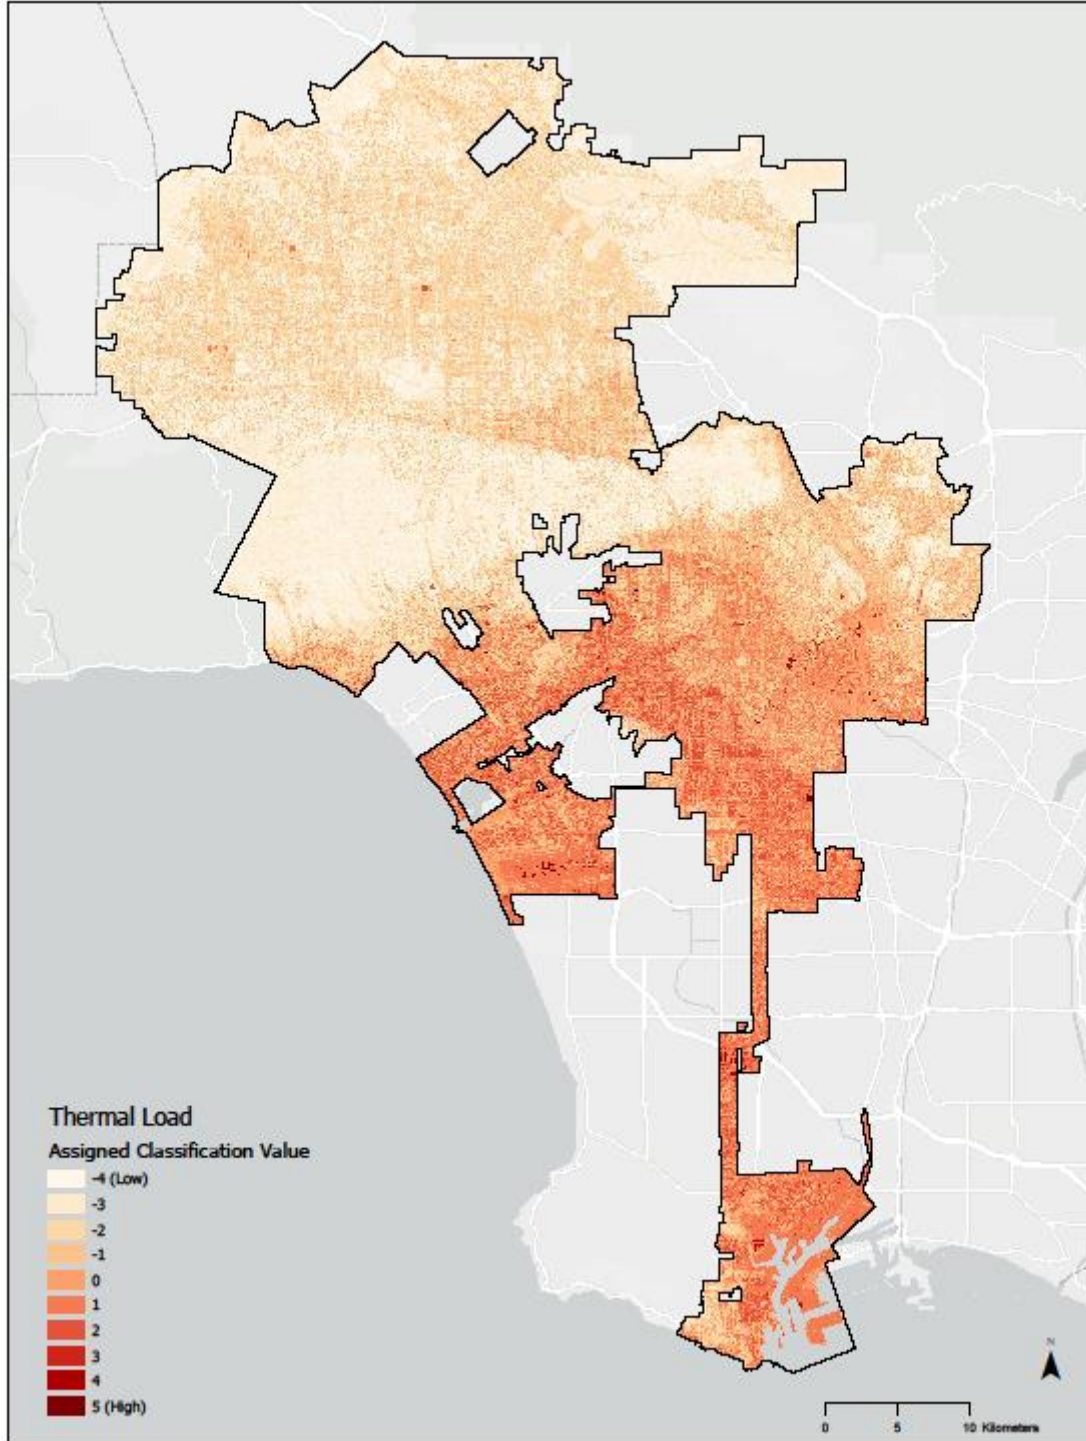 Thermal Load
Assigned Classification Value
-4 (Low)
-3
-2
-1
0
1
2
3
4
5 (High)
N
0 5 10 Kilometers